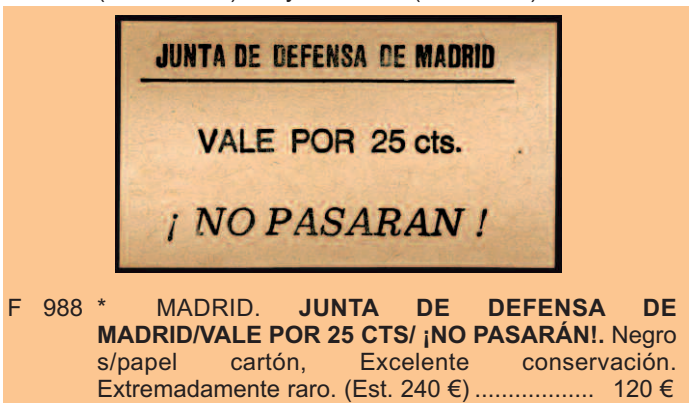 JUNTA DE DEFENSA DE MADRID
VALE POR 25 cts.
¡ NO PASARAN !
F 988 * MADRID. JUNTA DE DEFENSA DE
MADRID/VALE POR 25 CTS/ ¡NO PASARÁN!. Negro
s/papel cartón, Excelente conservación.
Extremadamente raro. (Est. 240 €) ................. 120 €